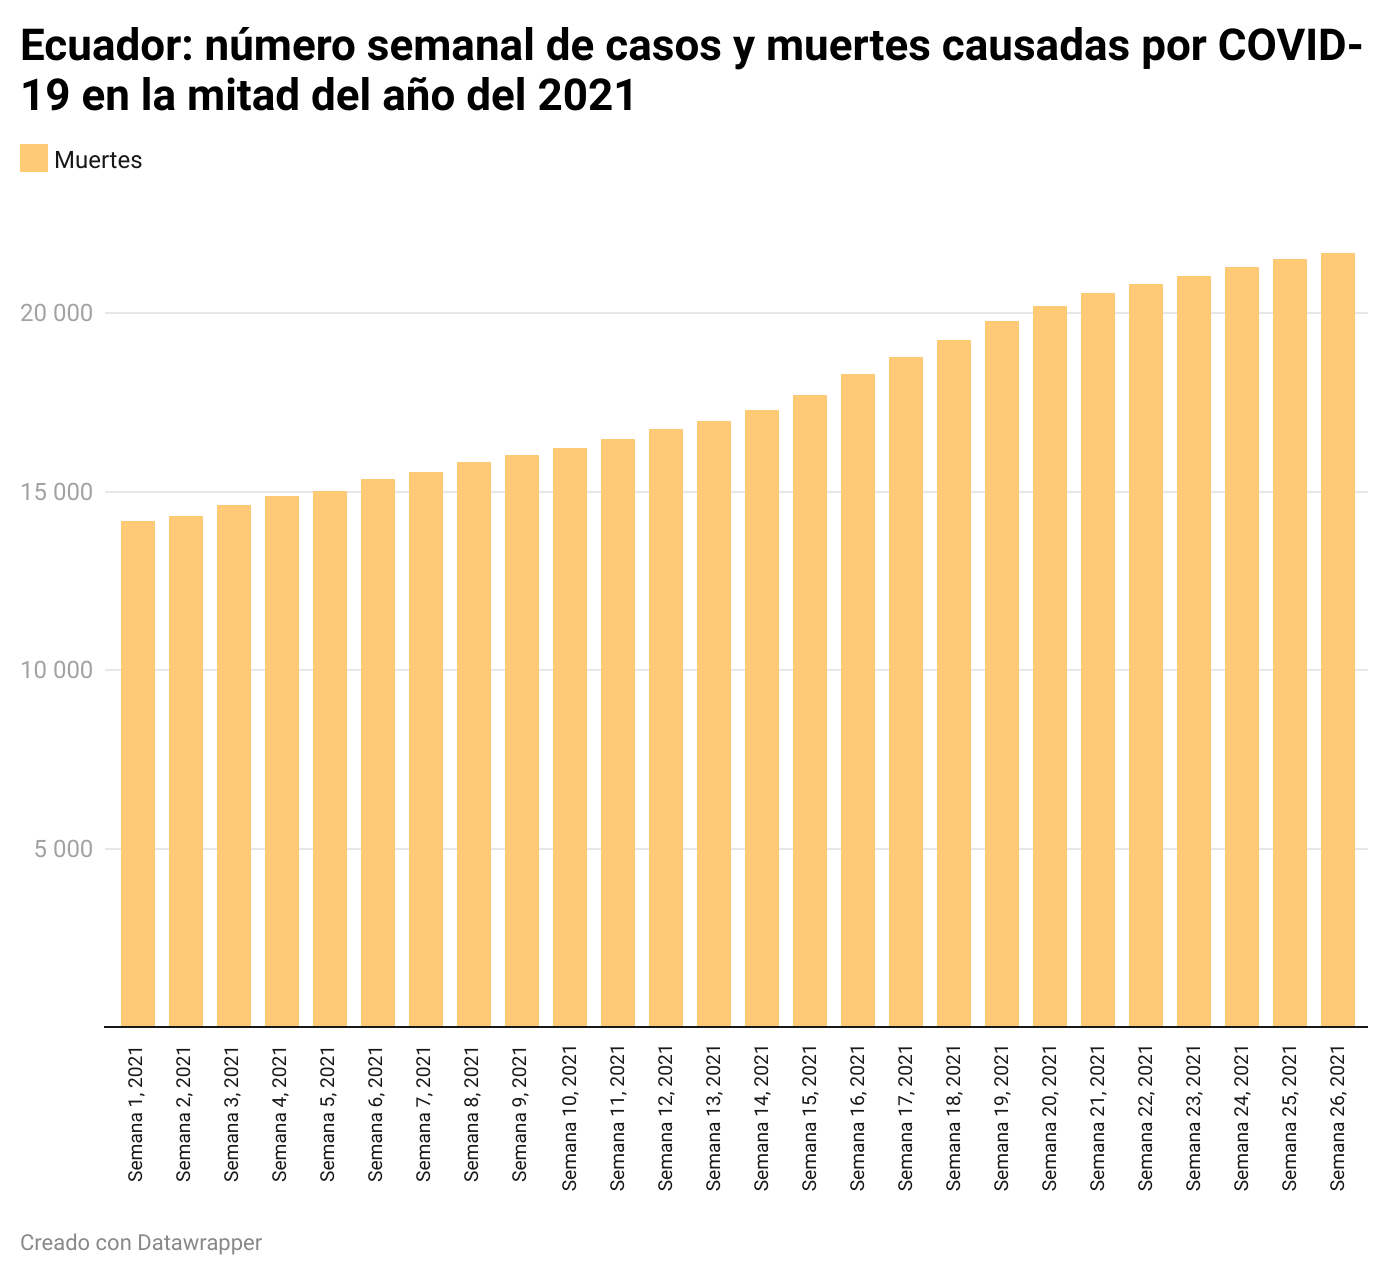 Ecuador: número semanal de casos y muertes causadas por COVID-
19 en la mitad del año del 2021
Muertes
20 000
15 000
10 000
5 000
Semana 1, 2021
Semana 2, 2021
Semana 3, 2021
Semana 4, 2021
Semana 5, 2021
Semana 6, 2021
Semana 7, 2021
Semana 8, 2021
Semana 9, 2021
Semana 10, 2021
Semana 11, 2021
Semana 12, 2021
Semana 13, 2021
Semana 14, 2021
Semana 15, 2021
Semana 16, 2021
Semana 17, 2021
Semana 18, 2021
Semana 19, 2021
Semana 20, 2021
Semana 21, 2021
Semana 22, 2021
Semana 23, 2021
Semana 24, 2021
Semana 25, 2021
Semana 26, 2021
Creado con Datawrapper